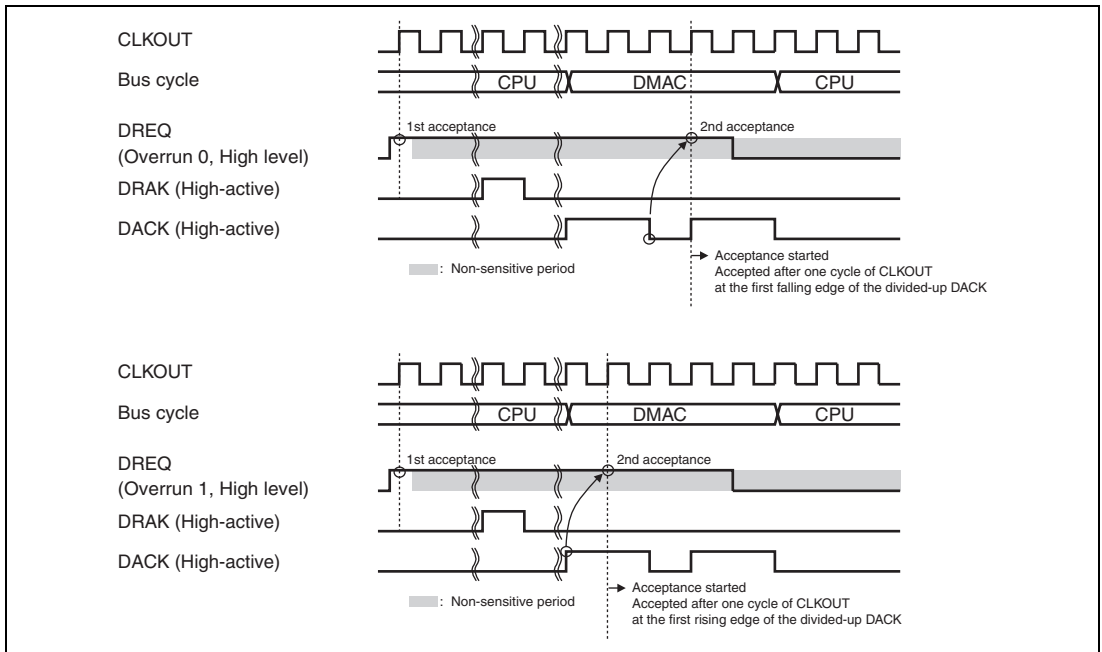 CLKOUT
Bus cycle
CPU
DMAC
CPU
DREQ
(Overrun 0, High level)
1st acceptance
2nd acceptance
DRAK (High-active)
DACK (High-active)
: Non-sensitive period
Acceptance started
Accepted after one cycle of CLKOUT
at the first falling edge of the divided-up DACK
CLKOUT
Bus cycle
CPU
DMAC
CPU
DREQ
(Overrun 1, High level)
1st acceptance
2nd acceptance
DRAK (High-active)
DACK (High-active)
: Non-sensitive period
Acceptance started
Accepted after one cycle of CLKOUT
at the first rising edge of the divided-up DACK